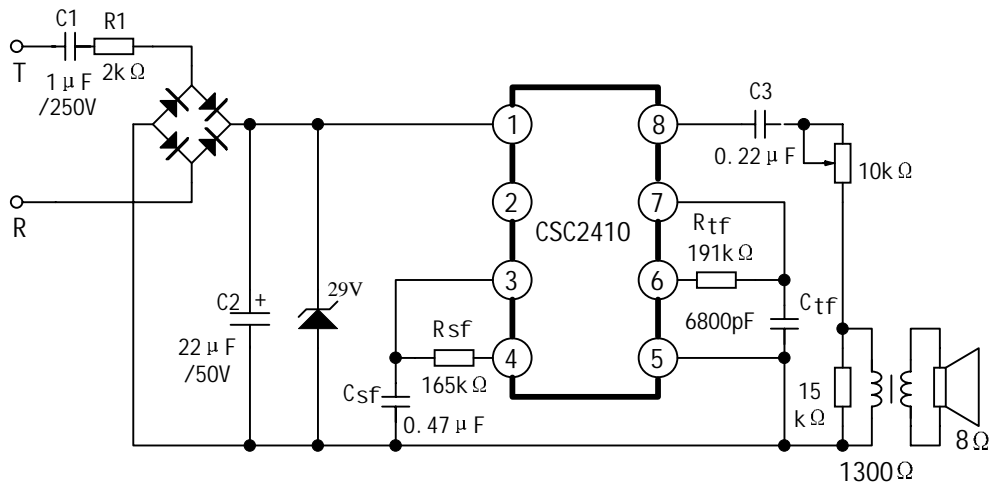 C1
R1
T
1μF
/250V
2kΩ
R
C2
+
22μF
/50V
29V
1
2
3
4
8
7
6
5
CSC2410
Rsf
165kΩ
Csf
0.47μF
C3
0.22μF
10kΩ
Rtf
191kΩ
Ctf
6800pF
15
kΩ
1300Ω
8Ω